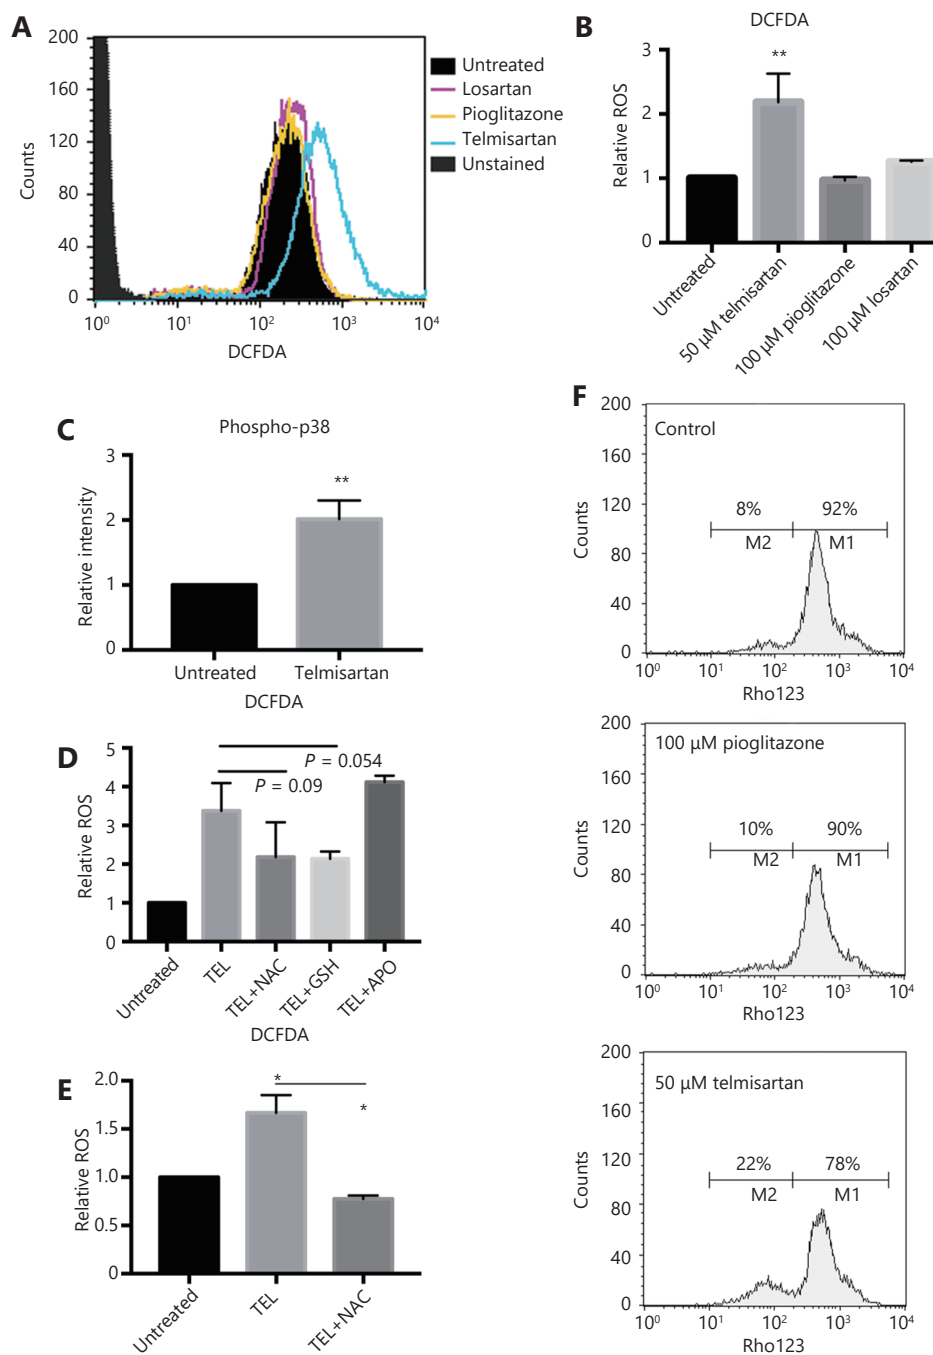 A
200
160
120
80
40
0
Counts
10⁰ 10¹ 10² 10³ 10⁴
DCFDA
Untreated
Losartan
Pioglitazone
Telmisartan
Unstained
B
DCFDA
3
2
1
0
Relative ROS
**
Untreated
50 µM telmisartan
100 µM pioglitazone
100 µM losartan
C
Phospho-p38
3
2
1
0
Relative intensity
**
Untreated Telmisartan
D
DCFDA
5
4
3
2
1
0
Relative ROS
P = 0.054
P = 0.09
Untreated
TEL
TEL+NAC
TEL+GSH
TEL+APO
E
DCFDA
2.0
1.5
1.0
0.5
0
Relative ROS
*
*
Untreated
TEL
TEL+NAC
F
200
160
120
80
40
0
Counts
Control
8% 92%
M2 M1
10⁰ 10¹ 10² 10³ 10⁴
Rho123
200
160
120
80
40
0
Counts
100 µM pioglitazone
10% 90%
M2 M1
10⁰ 10¹ 10² 10³ 10⁴
Rho123
200
160
120
80
40
0
Counts
50 µM telmisartan
22% 78%
M2 M1
10⁰ 10¹ 10² 10³ 10⁴
Rho123